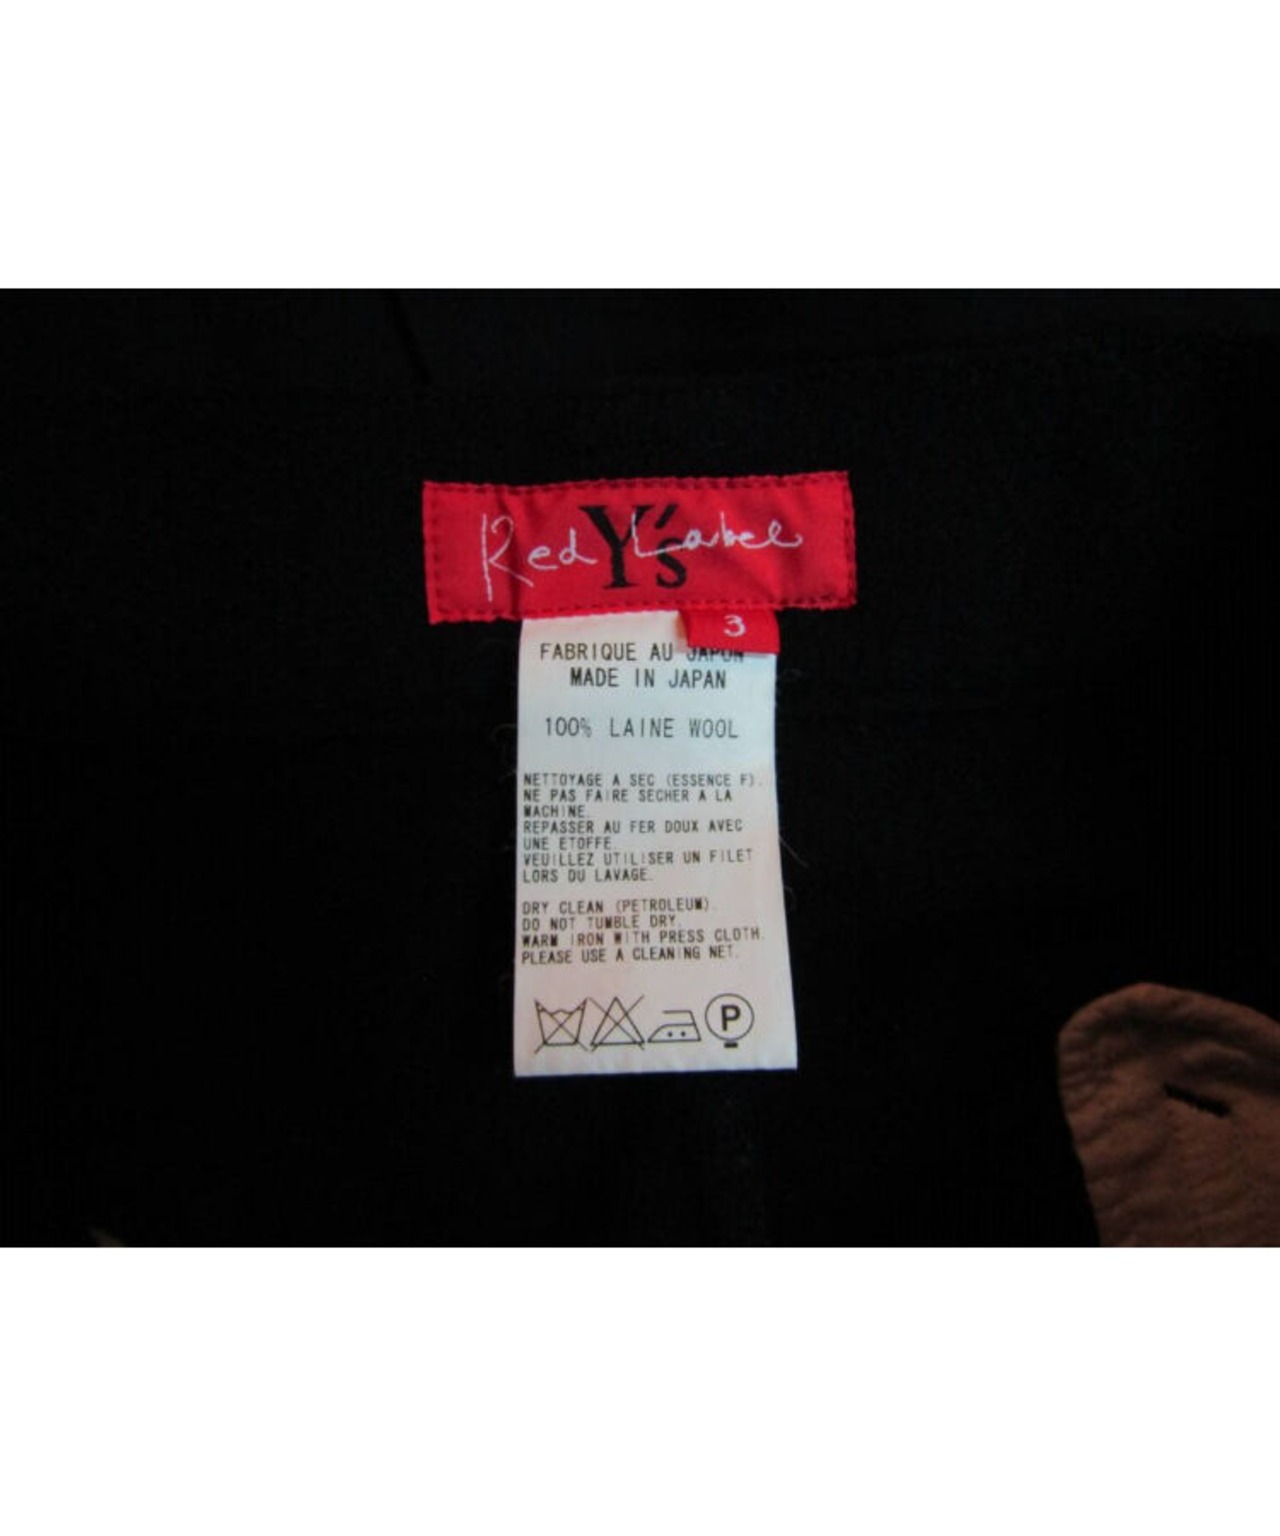 Red Label
Y's
3
FABRIQUE AU JAPON
MADE IN JAPAN
100% LAINE WOOL
NETTOYAGE A SEC (ESSENCE F).
NE PAS FAIRE SECHER A LA
MACHINE.
REPASSER AU FER DOUX AVEC
UNE ETOFFE.
VEUILLEZ UTILISER UN FILET
LORS DU LAVAGE.
DRY CLEAN (PETROLEUM).
DO NOT TUMBLE DRY.
WARM IRON WITH PRESS CLOTH.
PLEASE USE A CLEANING NET.
P